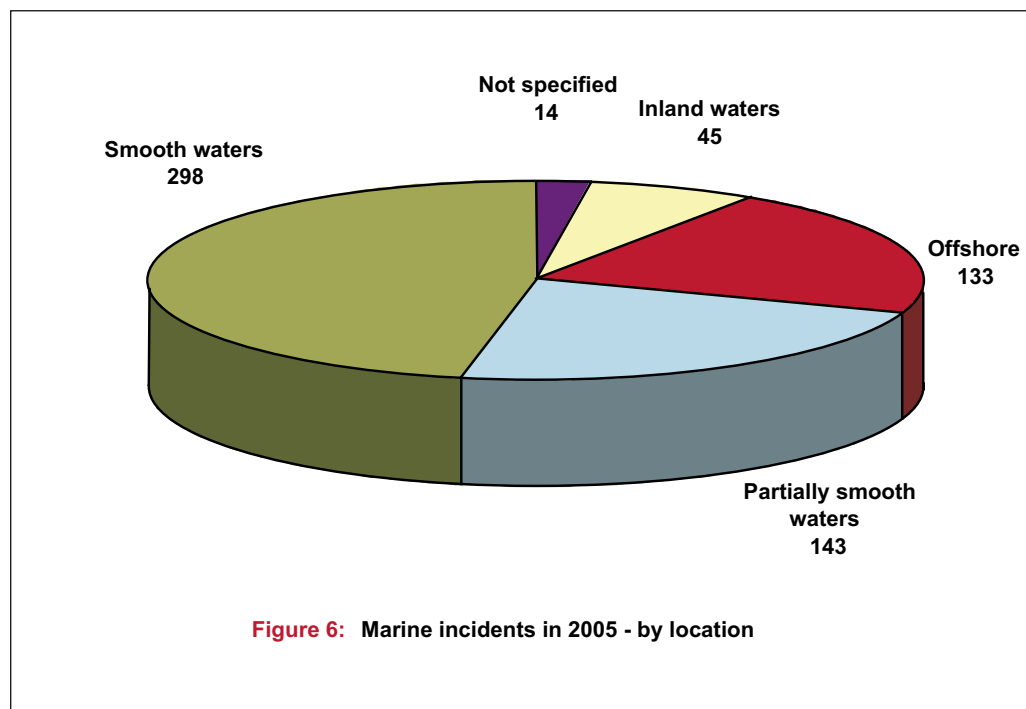 Not specified
14
Inland waters
45
Smooth waters
298
Offshore
133
Partially smooth
waters
143
Figure 6: Marine incidents in 2005 - by location